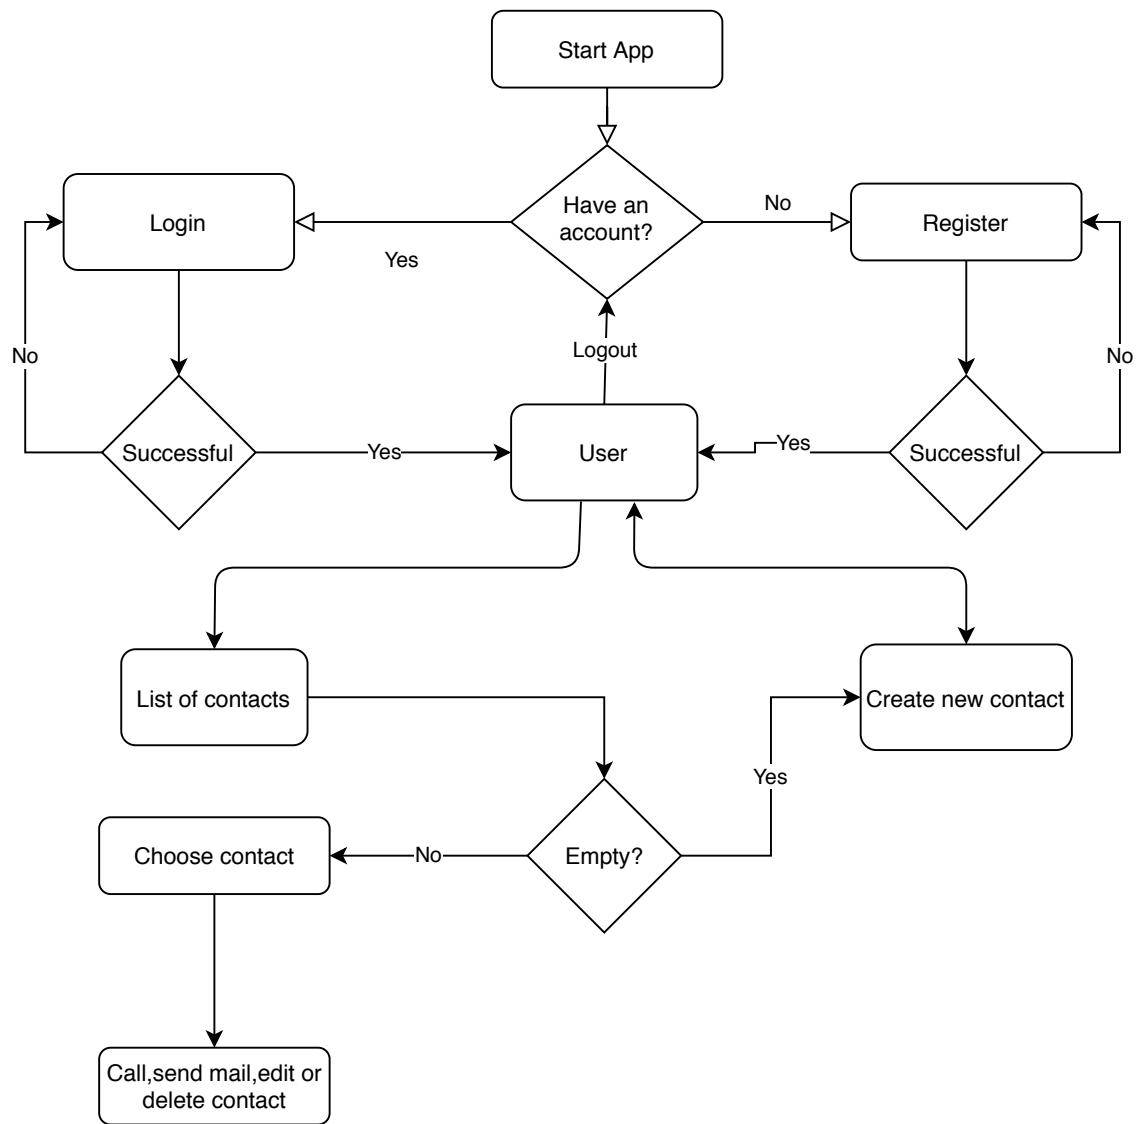 Start App
Have an
account?
No
Login
Register
Yes
Logout
No
No
Successful
Yes
User
Yes
Successful
List of contacts
Create new contact
Yes
Choose contact
No
Empty?
Call,send mail,edit or
delete contact